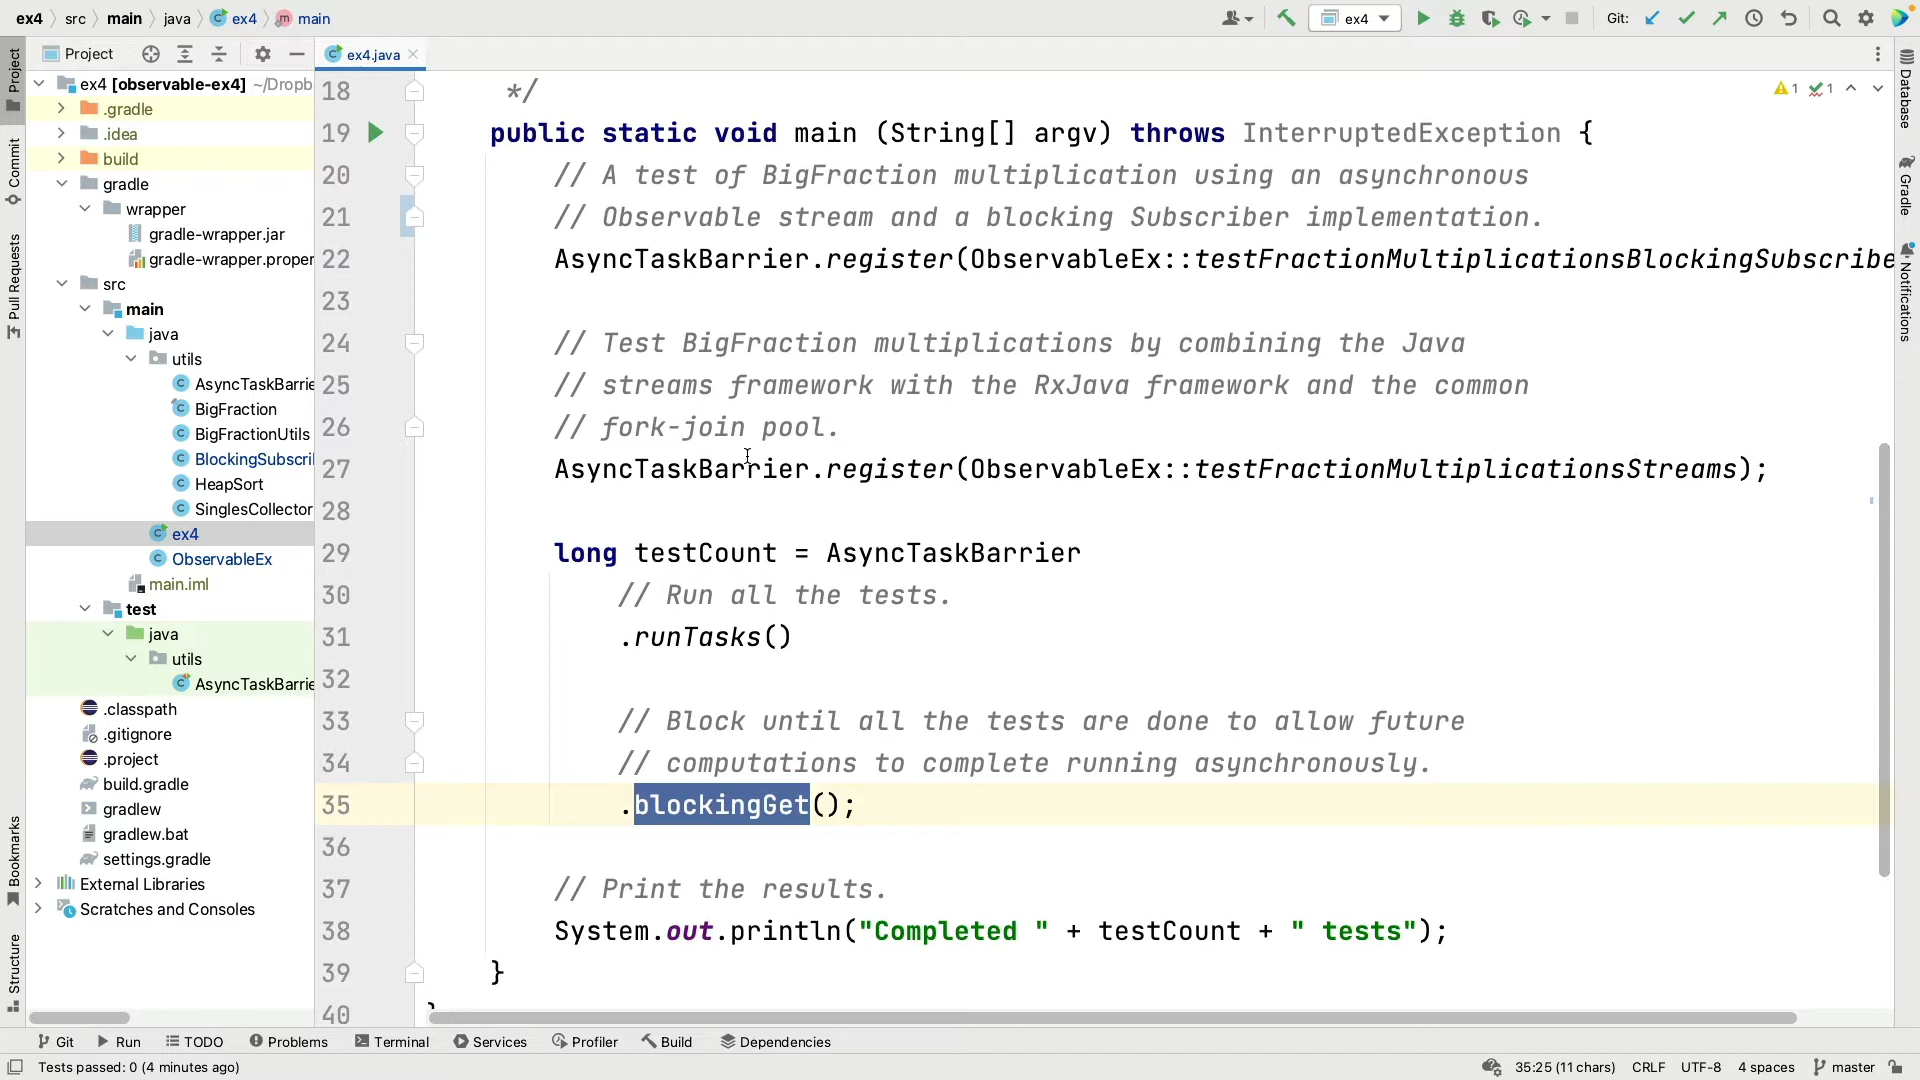 ex4 src main java ex4 main
ex4
Git:
Project
ex4.java
ex4 [observable-ex4] ~/Dropb
.gradle
.idea
build
gradle
wrapper
gradle-wrapper.jar
gradle-wrapper.proper
src
main
java
utils
AsyncTaskBarrie
BigFraction
BigFractionUtils
BlockingSubscri
HeapSort
SinglesCollector
ex4
ObservableEx
main.iml
test
java
utils
AsyncTaskBarrie
.classpath
.gitignore
.project
build.gradle
gradlew
gradlew.bat
settings.gradle
External Libraries
Scratches and Consoles
Project
Commit
Pull Requests
Bookmarks
Structure
1 1
18 */
19 public static void main (String[] argv) throws InterruptedException {
20 // A test of BigFraction multiplication using an asynchronous
21 // Observable stream and a blocking Subscriber implementation.
22 AsyncTaskBarrier.register(ObservableEx::testFractionMultiplicationsBlockingSubscribe
23
24 // Test BigFraction multiplications by combining the Java
25 // streams framework with the RxJava framework and the common
26 // fork-join pool.
27 AsyncTaskBarrier.register(ObservableEx::testFractionMultiplicationsStreams);
28
29 long testCount = AsyncTaskBarrier
30 // Run all the tests.
31 .runTasks()
32
33 // Block until all the tests are done to allow future
34 // computations to complete running asynchronously.
35 .blockingGet();
36
37 // Print the results.
38 System.out.println("Completed " + testCount + " tests");
39 }
40 }
Database
Gradle
Notifications
Git Run TODO Problems Terminal Services Profiler Build Dependencies
Tests passed: 0 (4 minutes ago)
35:25 (11 chars) CRLF UTF-8 4 spaces master